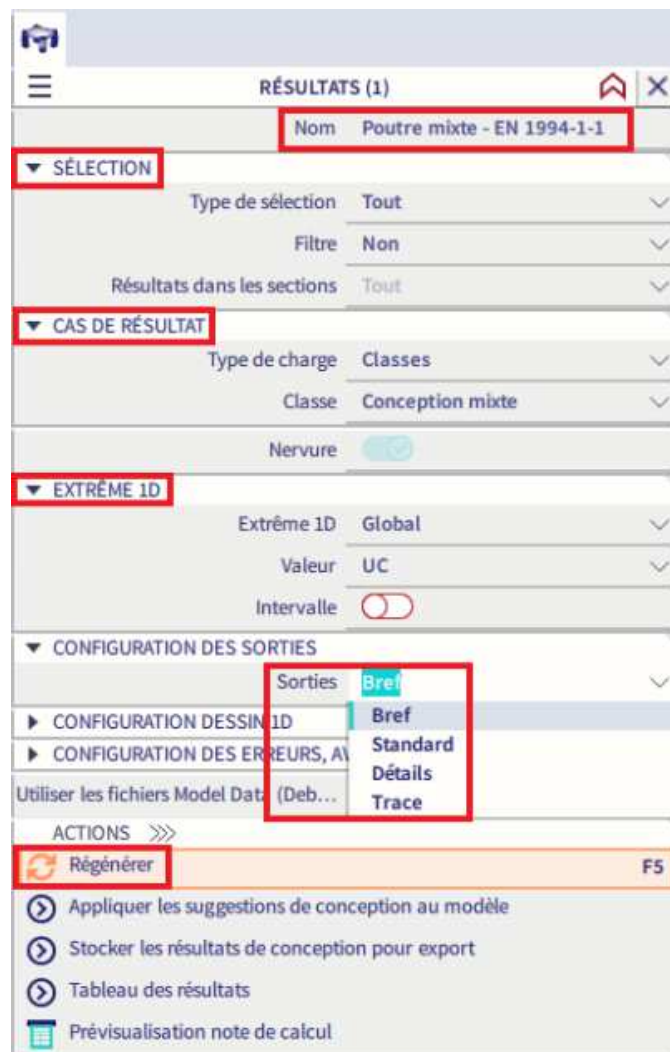 RÉSULTATS (1)
Nom Poutre mixte - EN 1994-1-1
SÉLECTION
Type de sélection Tout
Filtre Non
Résultats dans les sections Tout
CAS DE RÉSULTAT
Type de charge Classes
Classe Conception mixte
Nervure
EXTRÊME 1D
Extrême 1D Global
Valeur UC
Intervalle
CONFIGURATION DES SORTIES
Sorties Bref
Bref
CONFIGURATION DESSIN 1D
Standard
CONFIGURATION DES ERREURS,
Détails
Utiliser les fichiers Model Data (Deb...
Trace
ACTIONS >>>
Régénérer F5
Appliquer les suggestions de conception au modèle
Stocker les résultats de conception pour export
Tableau des résultats
Prévisualisation note de calcul